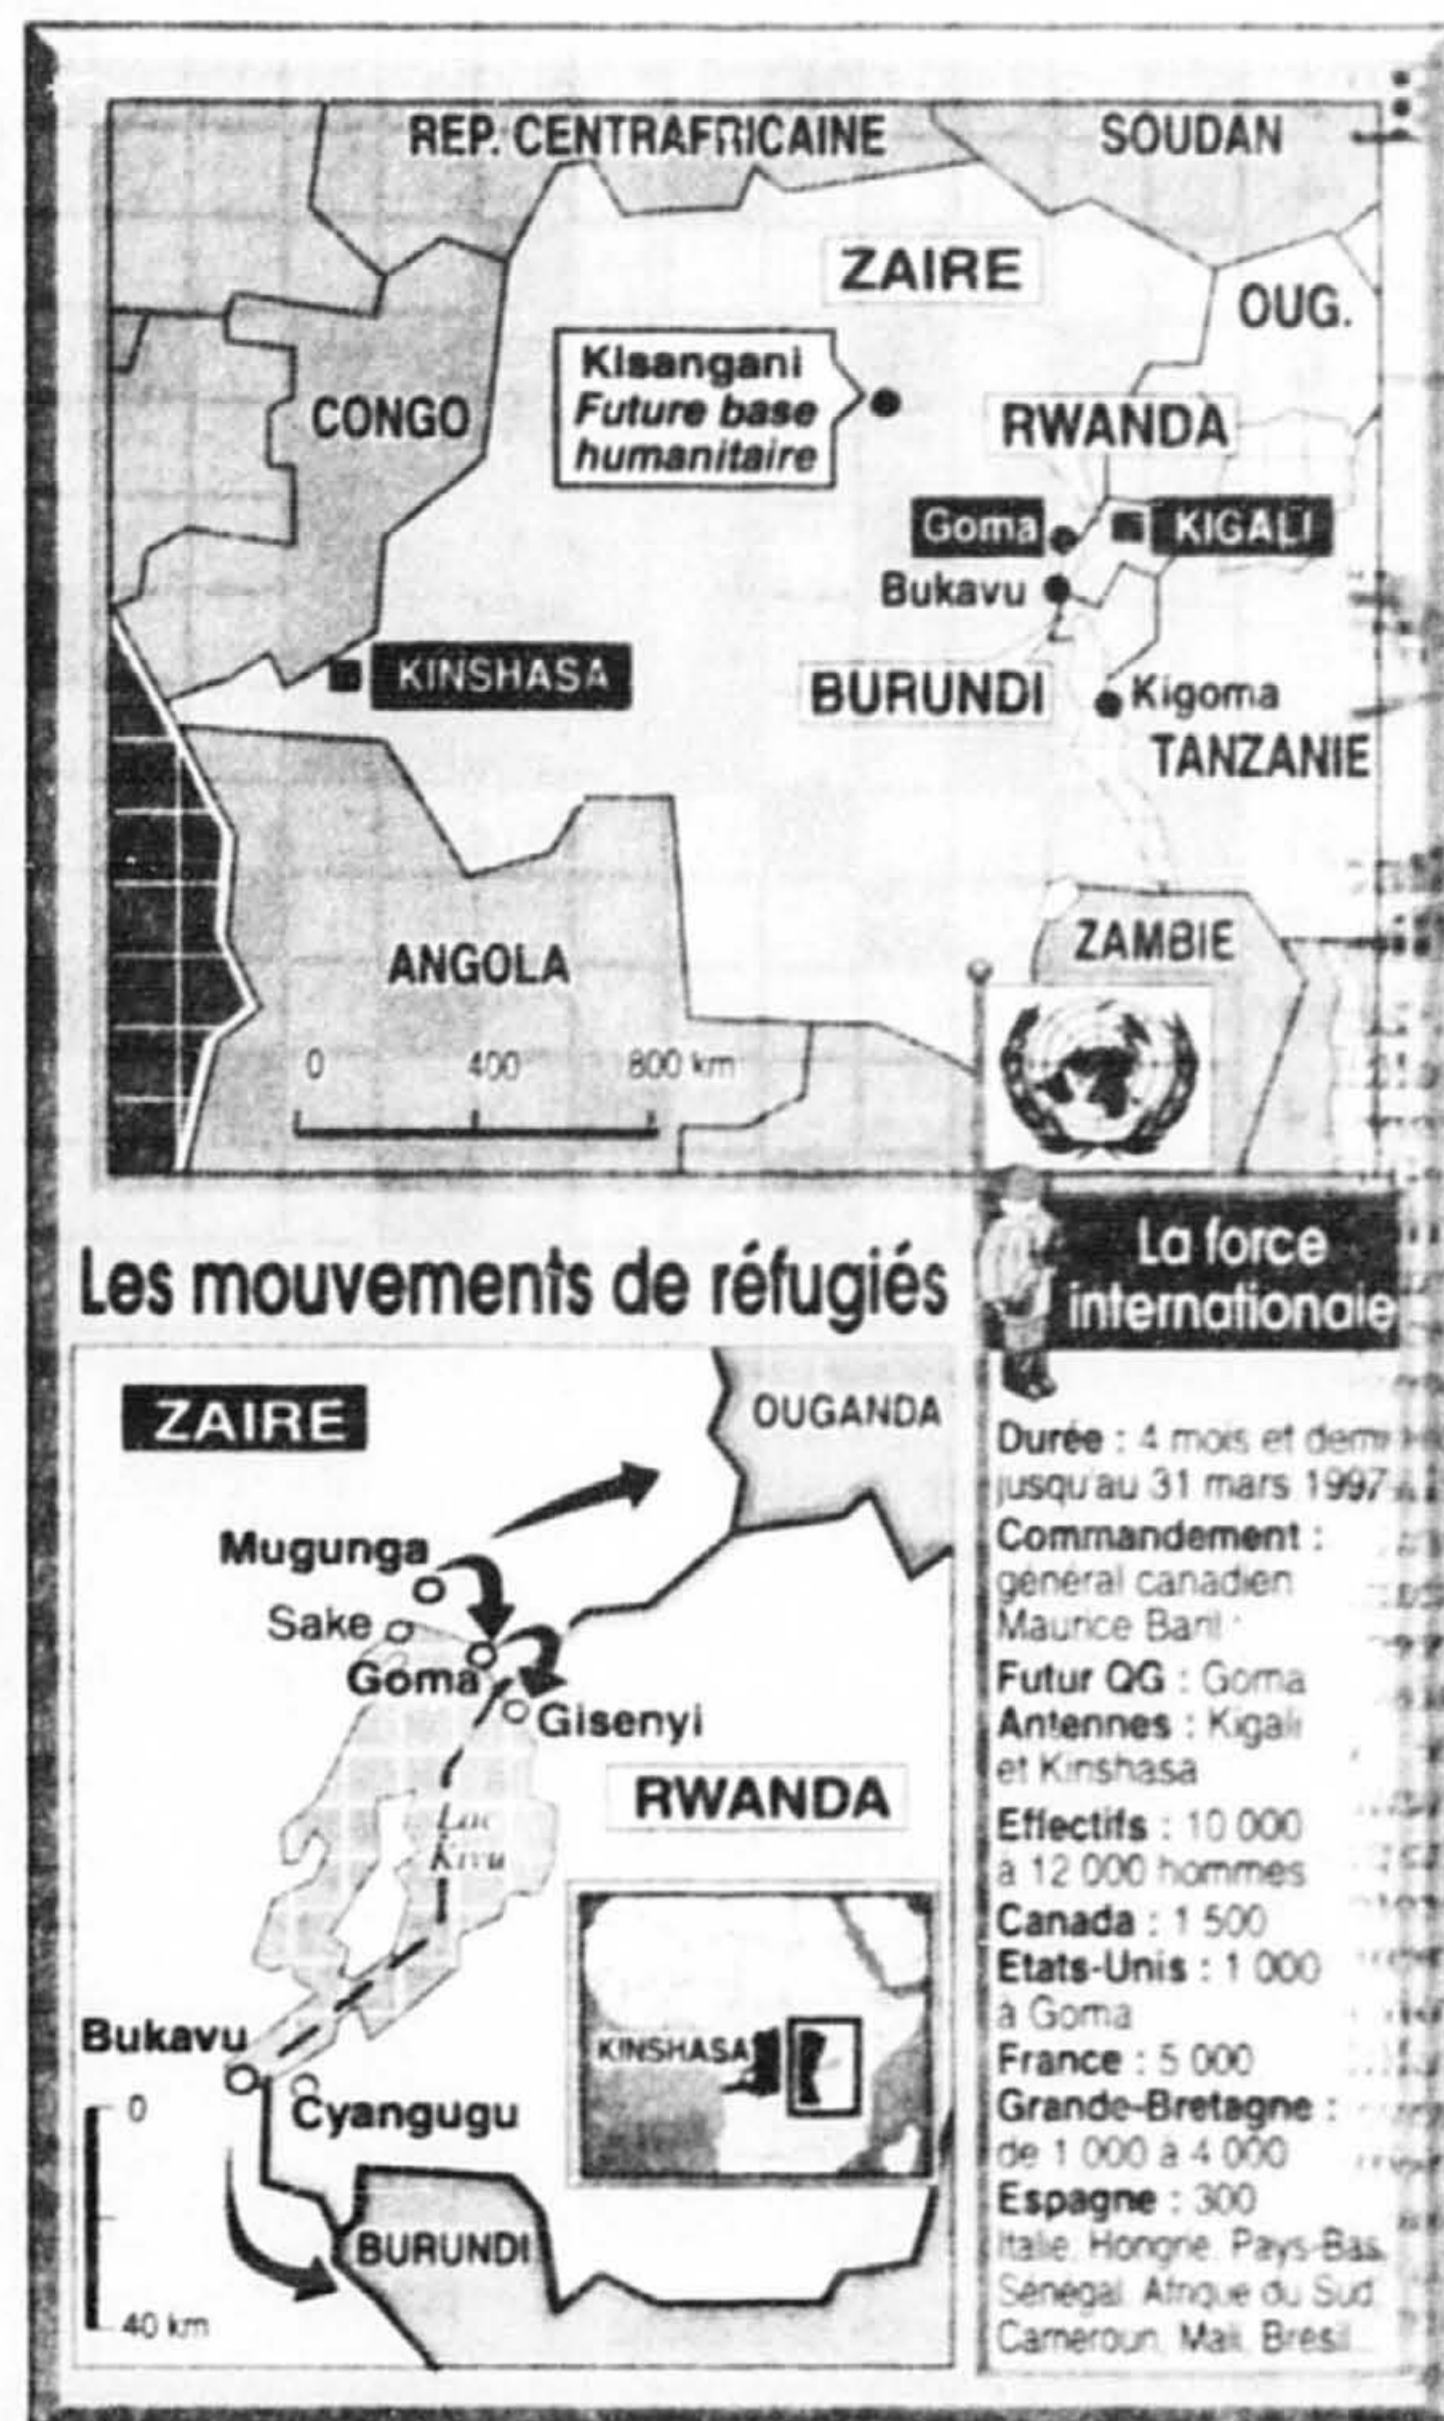 REP. CENTRAFRICAINE
SOUDAN
ZAIRE
OUG.
Kisangani
Future base
humanitaire
CONGO
RWANDA
Goma
KIGALI
Bukavu
KINSHASA
BURUNDI
Kigoma
TANZANIE
ANGOLA
ZAMBIE
0 400 800 km
Les mouvements de réfugiés
ZAIRE
OUGANDA
Mugunga
Sake
Goma
Gisenyi
RWANDA
Lac
Kivu
KINSHASA
Bukavu
Cyangugu
0
BURUNDI
40 km
La force
internationale
Durée : 4 mois et demi
jusqu'au 31 mars 1997
Commandement :
général canadien
Maurice Baril
Futur QG : Goma
Antennes : Kigali
et Kinshasa
Effectifs : 10 000
à 12 000 hommes
Canada : 1 500
Etats-Unis : 1 000
à Goma
France : 5 000
Grande-Bretagne :
de 1 000 à 4 000
Espagne : 300
Italie, Hongrie, Pays-Bas,
Sénégal, Afrique du Sud,
Cameroun, Mali, Brésil...